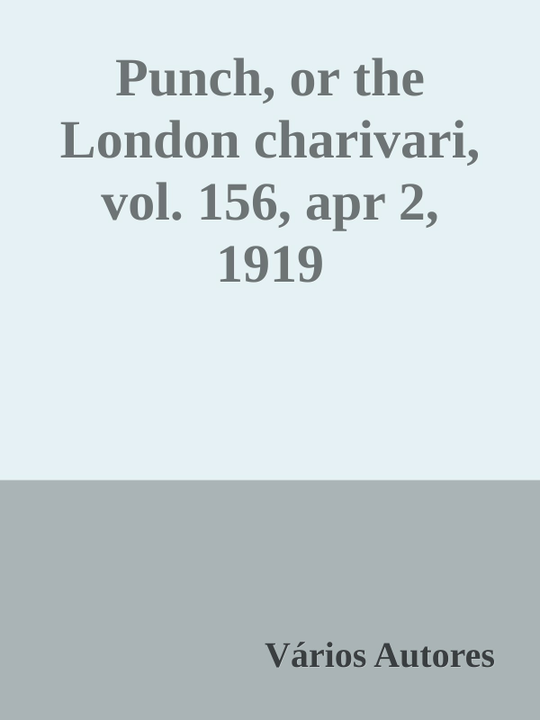 Punch, or the
London charivari,
vol. 156, apr 2,
1919
Vários Autores